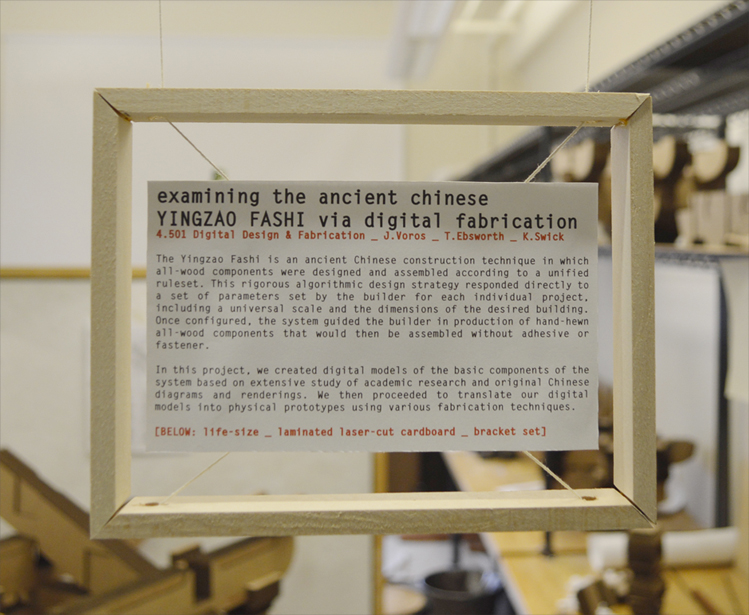 examining the ancient chinese
YINGZAO FASHI via digital fabrication
4.501 Digital Design & Fabrication _ J.Voros _ T.Ebsworth _ K.Swick
The Yingzao Fashi is an ancient Chinese construction technique in which
all-wood components were designed and assembled according to a unified
ruleset. This rigorous algorithmic design strategy responded directly to
a set of parameters set by the builder for each individual project,
including a universal scale and the dimensions of the desired building.
Once configured, the system guided the builder in production of hand-hewn
all-wood components that would then be assembled without adhesive or
fastener.
In this project, we created digital models of the basic components of the
system based on extensive study of academic research and original Chinese
diagrams and renderings. We then proceeded to translate our digital
models into physical prototypes using various fabrication techniques.
[BELOW: life-size _ laminated laser-cut cardboard _ bracket set]